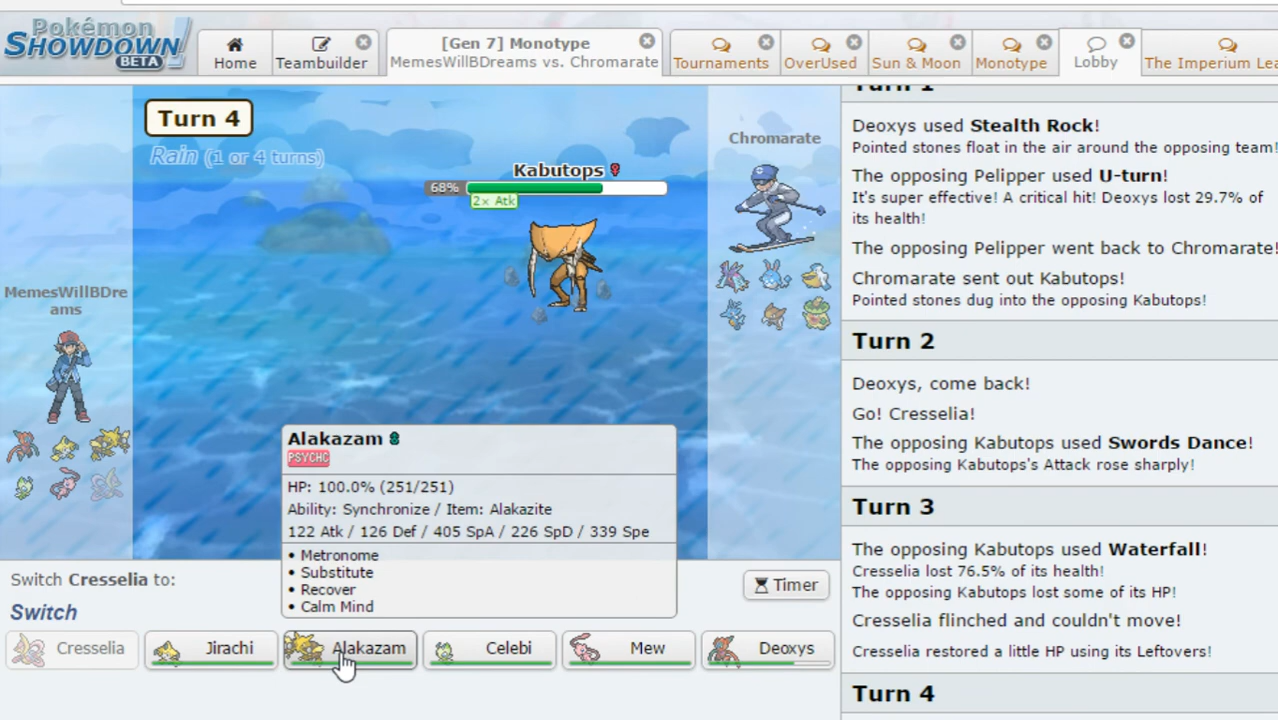 Pokémon
SHOWDOWN!
BETA
Home
Teambuilder
[Gen 7] Monotype
MemesWillBDreams vs. Chromarate
Tournaments
OverUsed
Sun & Moon
Monotype
Lobby
The Imperium Lea
Turn 4
Rain (1 or 4 turns)
Chromarate
Kabutops
68%
2× Atk
MemesWillBDre
ams
Alakazam
PSYCHC
HP: 100.0% (251/251)
Ability: Synchronize / Item: Alakazite
122 Atk / 126 Def / 405 SpA / 226 SpD / 339 Spe
• Metronome
• Substitute
• Recover
• Calm Mind
Switch Cresselia to:
Timer
Switch
Cresselia
Jirachi
Alakazam
Celebi
Mew
Deoxys
Turn 1
Deoxys used Stealth Rock!
Pointed stones float in the air around the opposing team!
The opposing Pelipper used U-turn!
It's super effective! A critical hit! Deoxys lost 29.7% of
its health!
The opposing Pelipper went back to Chromarate!
Chromarate sent out Kabutops!
Pointed stones dug into the opposing Kabutops!
Turn 2
Deoxys, come back!
Go! Cresselia!
The opposing Kabutops used Swords Dance!
The opposing Kabutops's Attack rose sharply!
Turn 3
The opposing Kabutops used Waterfall!
Cresselia lost 76.5% of its health!
The opposing Kabutops lost some of its HP!
Cresselia flinched and couldn't move!
Cresselia restored a little HP using its Leftovers!
Turn 4